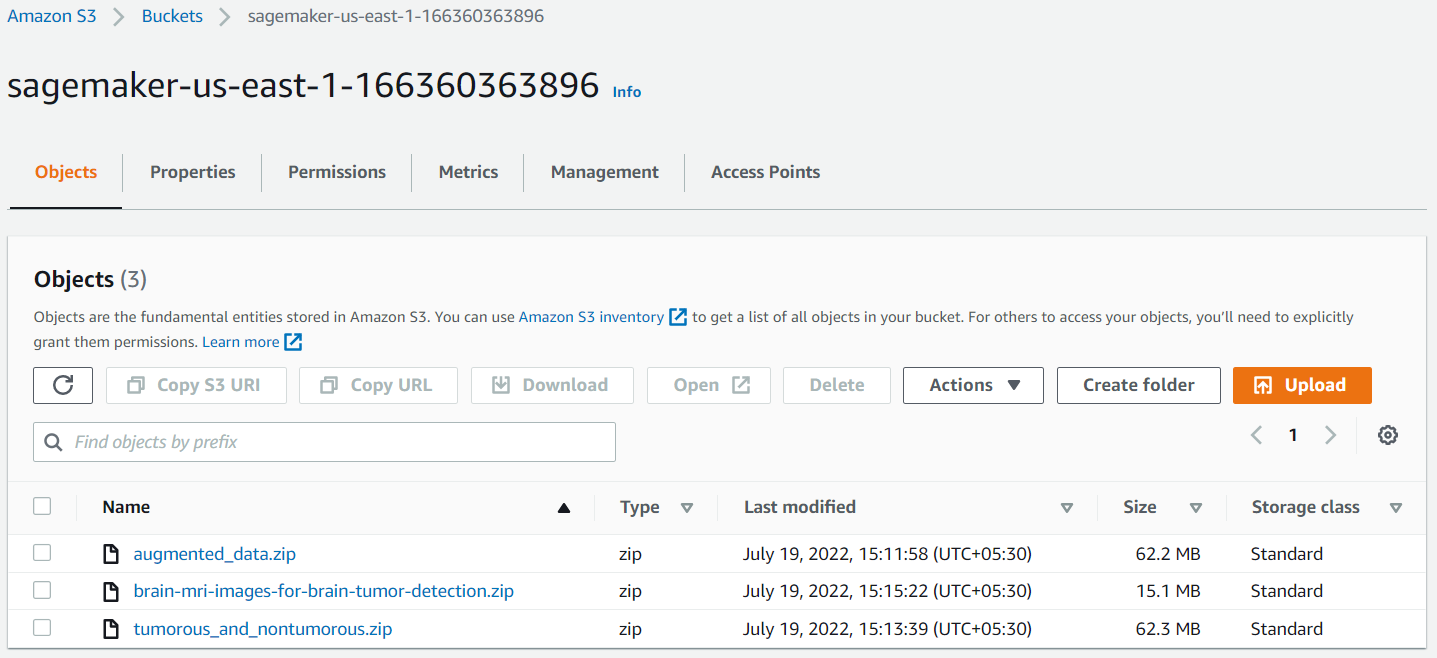 Amazon S3 > Buckets > sagemaker-us-east-1-166360363896
sagemaker-us-east-1-166360363896 Info
Objects Properties Permissions Metrics Management Access Points
Objects (3)
Objects are the fundamental entities stored in Amazon S3. You can use Amazon S3 inventory to get a list of all objects in your bucket. For others to access your objects, you'll need to explicitly
grant them permissions. Learn more
Copy S3 URI Copy URL Download Open Delete Actions Create folder Upload
Find objects by prefix
1
Name Type Last modified Size Storage class
augmented_data.zip zip July 19, 2022, 15:11:58 (UTC+05:30) 62.2 MB Standard
brain-mri-images-for-brain-tumor-detection.zip zip July 19, 2022, 15:15:22 (UTC+05:30) 15.1 MB Standard
tumorous_and_nontumorous.zip zip July 19, 2022, 15:13:39 (UTC+05:30) 62.3 MB Standard